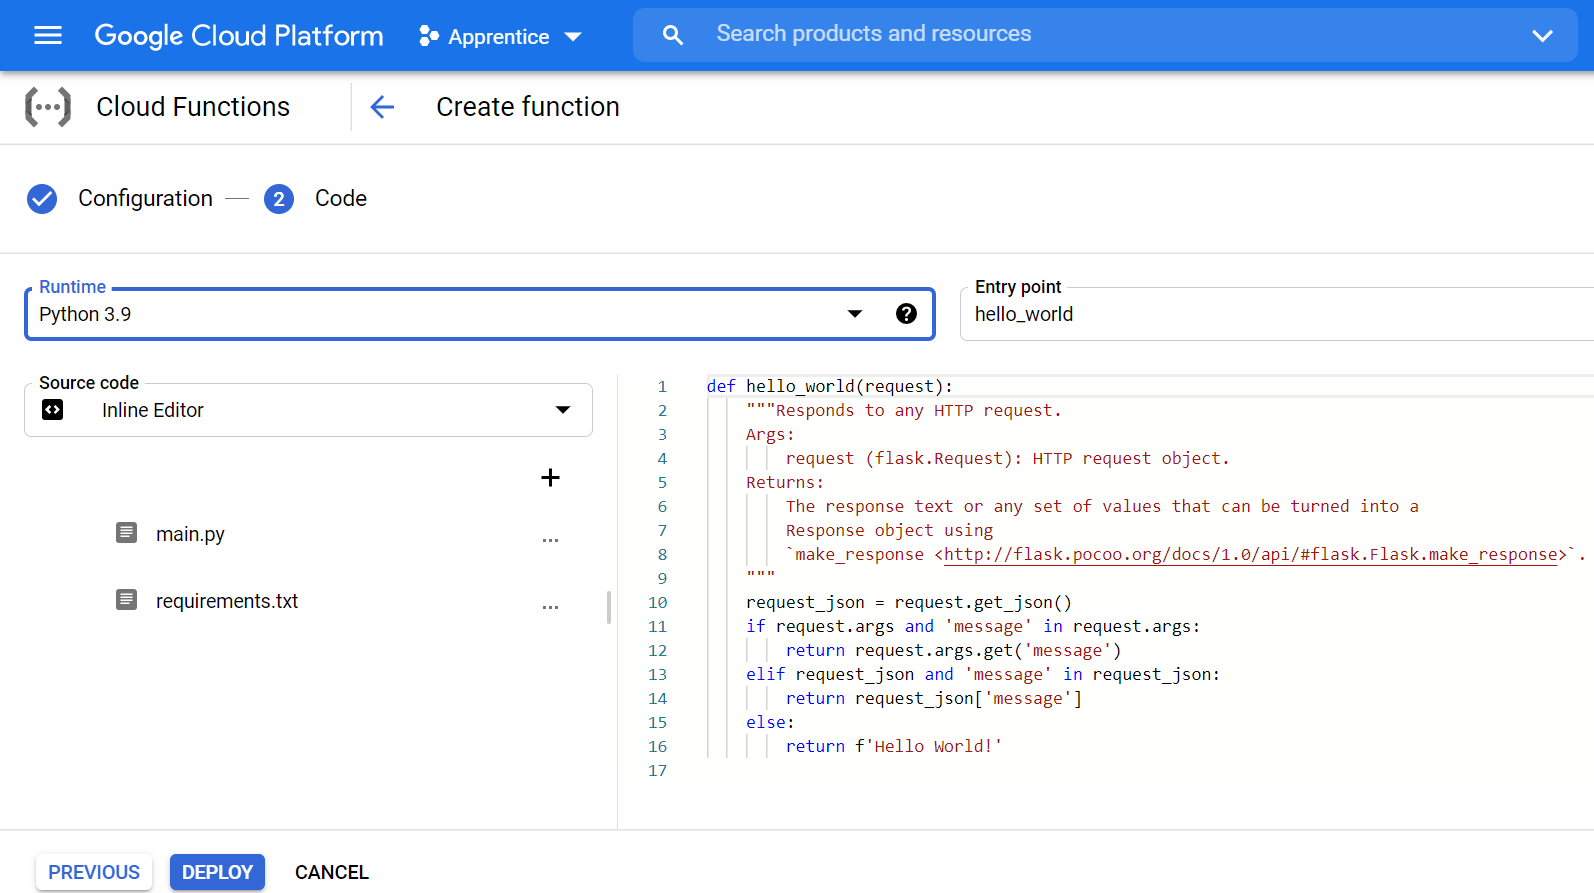 Google Cloud Platform
Apprentice
Search products and resources
Cloud Functions
Create function
Configuration
2
Code
Runtime
Python 3.9
Entry point
hello_world
Source code
Inline Editor
main.py
...
requirements.txt
...
1 def hello_world(request):
2 """Responds to any HTTP request.
3 Args:
4 request (flask.Request): HTTP request object.
5 Returns:
6 The response text or any set of values that can be turned into a
7 Response object using
8 `make_response <http://flask.pocoo.org/docs/1.0/api/#flask.Flask.make_response>`.
9 """
10 request_json = request.get_json()
11 if request.args and 'message' in request.args:
12 return request.args.get('message')
13 elif request_json and 'message' in request_json:
14 return request_json['message']
15 else:
16 return f'Hello World!'
17
PREVIOUS
DEPLOY
CANCEL